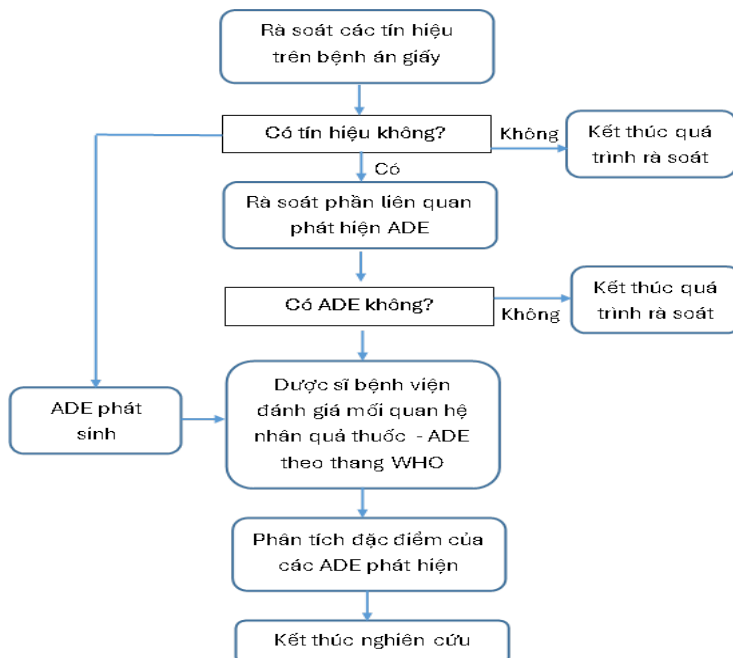 Rà soát các tín hiệu
trên bệnh án giấy
Có tín hiệu không?
Không
Kết thúc quá
trình rà soát
Có
Rà soát phần liên quan
phát hiện ADE
Có ADE không?
Không
Kết thúc quá
trình rà soát
ADE phát
sinh
Dược sĩ bệnh viện
đánh giá mối quan hệ
nhân quả thuốc - ADE
theo thang WHO
Phân tích đặc điểm của
các ADE phát hiện
Kết thúc nghiên cứu